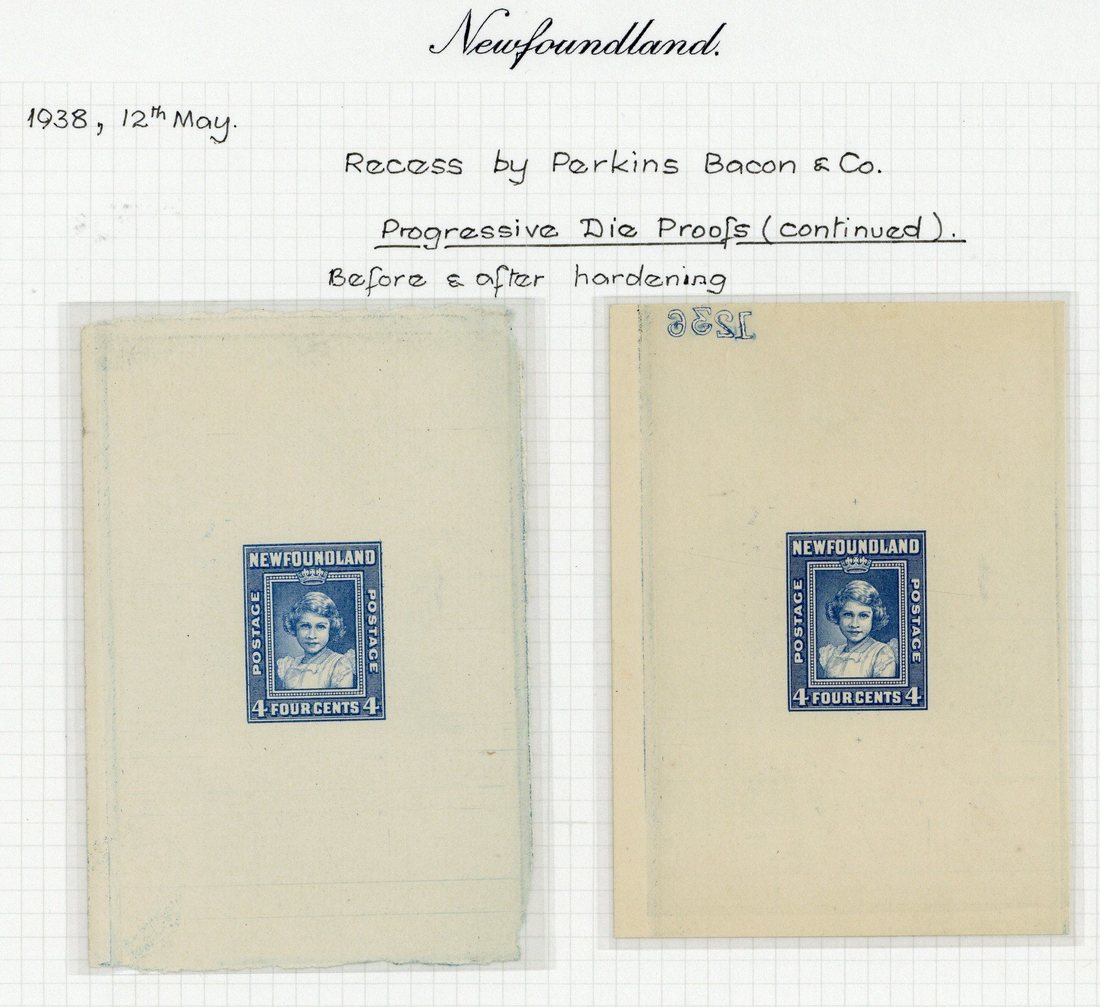 Newfoundland.
1938, 12th May.
Recess by Perkins Bacon & Co.
Progressive Die Proofs (continued).
Before & after hardening
NEWFOUNDLAND
POSTAGE
POSTAGE
4 FOUR CENTS 4
1236
NEWFOUNDLAND
POSTAGE
POSTAGE
4 FOUR CENTS 4